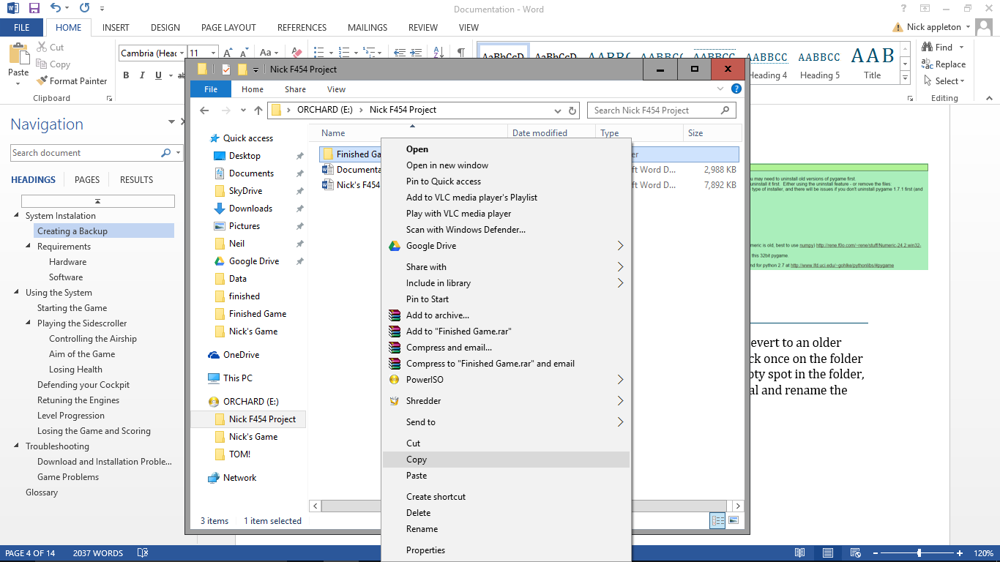 Documentation - Word
FILE HOME INSERT DESIGN PAGE LAYOUT REFERENCES MAILINGS REVIEW VIEW Nick appleton
Paste
Cut
Copy
Format Painter
Clipboard
Cambria (Head 11
B I U
Heading 4
Heading 5
Title
Find
Replace
Select
Editing
Navigation
Search document
HEADINGS PAGES RESULTS
System Instalation
Creating a Backup
Requirements
Hardware
Software
Using the System
Starting the Game
Playing the Sidescroller
Controlling the Airship
Aim of the Game
Losing Health
Defending your Cockpit
Retuning the Engines
Level Progression
Losing the Game and Scoring
Troubleshooting
Download and Installation Proble...
Game Problems
Glossary
Nick F454 Project
File Home Share View
ORCHARD (E:) Nick F454 Project
Search Nick F454 Project
Quick access
Desktop
Documents
SkyDrive
Downloads
Pictures
Neil
Google Drive
Data
finished
Finished Game
Nick's Game
OneDrive
This PC
ORCHARD (E:)
Nick F454 Project
Nick's Game
TOM!
Network
Name Date modified Type Size
Finished Ga er
Documenta ft Word D... 2,988 KB
Nick's F454 ft Word D... 7,892 KB
Open
Open in new window
Pin to Quick access
Add to VLC media player's Playlist
Play with VLC media player
Scan with Windows Defender...
Google Drive
Share with
Include in library
Pin to Start
Add to archive...
Add to "Finished Game.rar"
Compress and email...
Compress to "Finished Game.rar" and email
PowerISO
Shredder
Send to
Cut
Copy
Paste
Create shortcut
Delete
Rename
Properties
3 items 1 item selected
u may need to uninstall old versions of pygame first.
uninstall it first. Either using the uninstall feature - or remove the files:
type of installer, and there will be issues if you don't uninstall pygame 1.7.1 first (and
meric is old, best to use numpy) http://rene.f0o.com/~rene/stuff/Numeric-24.2.win32-
this 32bit pygame.
nd for python 2.7 at http://www.lfd.uci.edu/~gohlke/pythonlibs/#pygame
evert to an older
ck once on the folder
pty spot in the folder,
al and rename the
PAGE 4 OF 14 2037 WORDS 120%